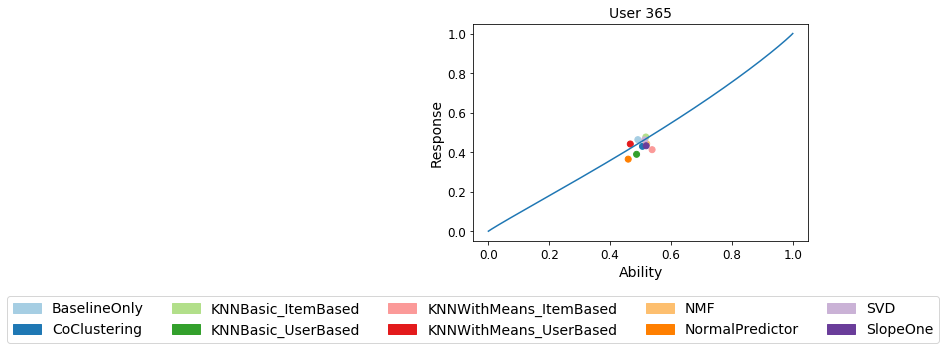 User 365
Response
1.0
0.8
0.6
0.4
0.2
0.0
0.0 0.2 0.4 0.6 0.8 1.0
Ability
BaselineOnly KNNBasic_ItemBased KNNWithMeans_ItemBased NMF SVD
CoClustering KNNBasic_UserBased KNNWithMeans_UserBased NormalPredictor SlopeOne